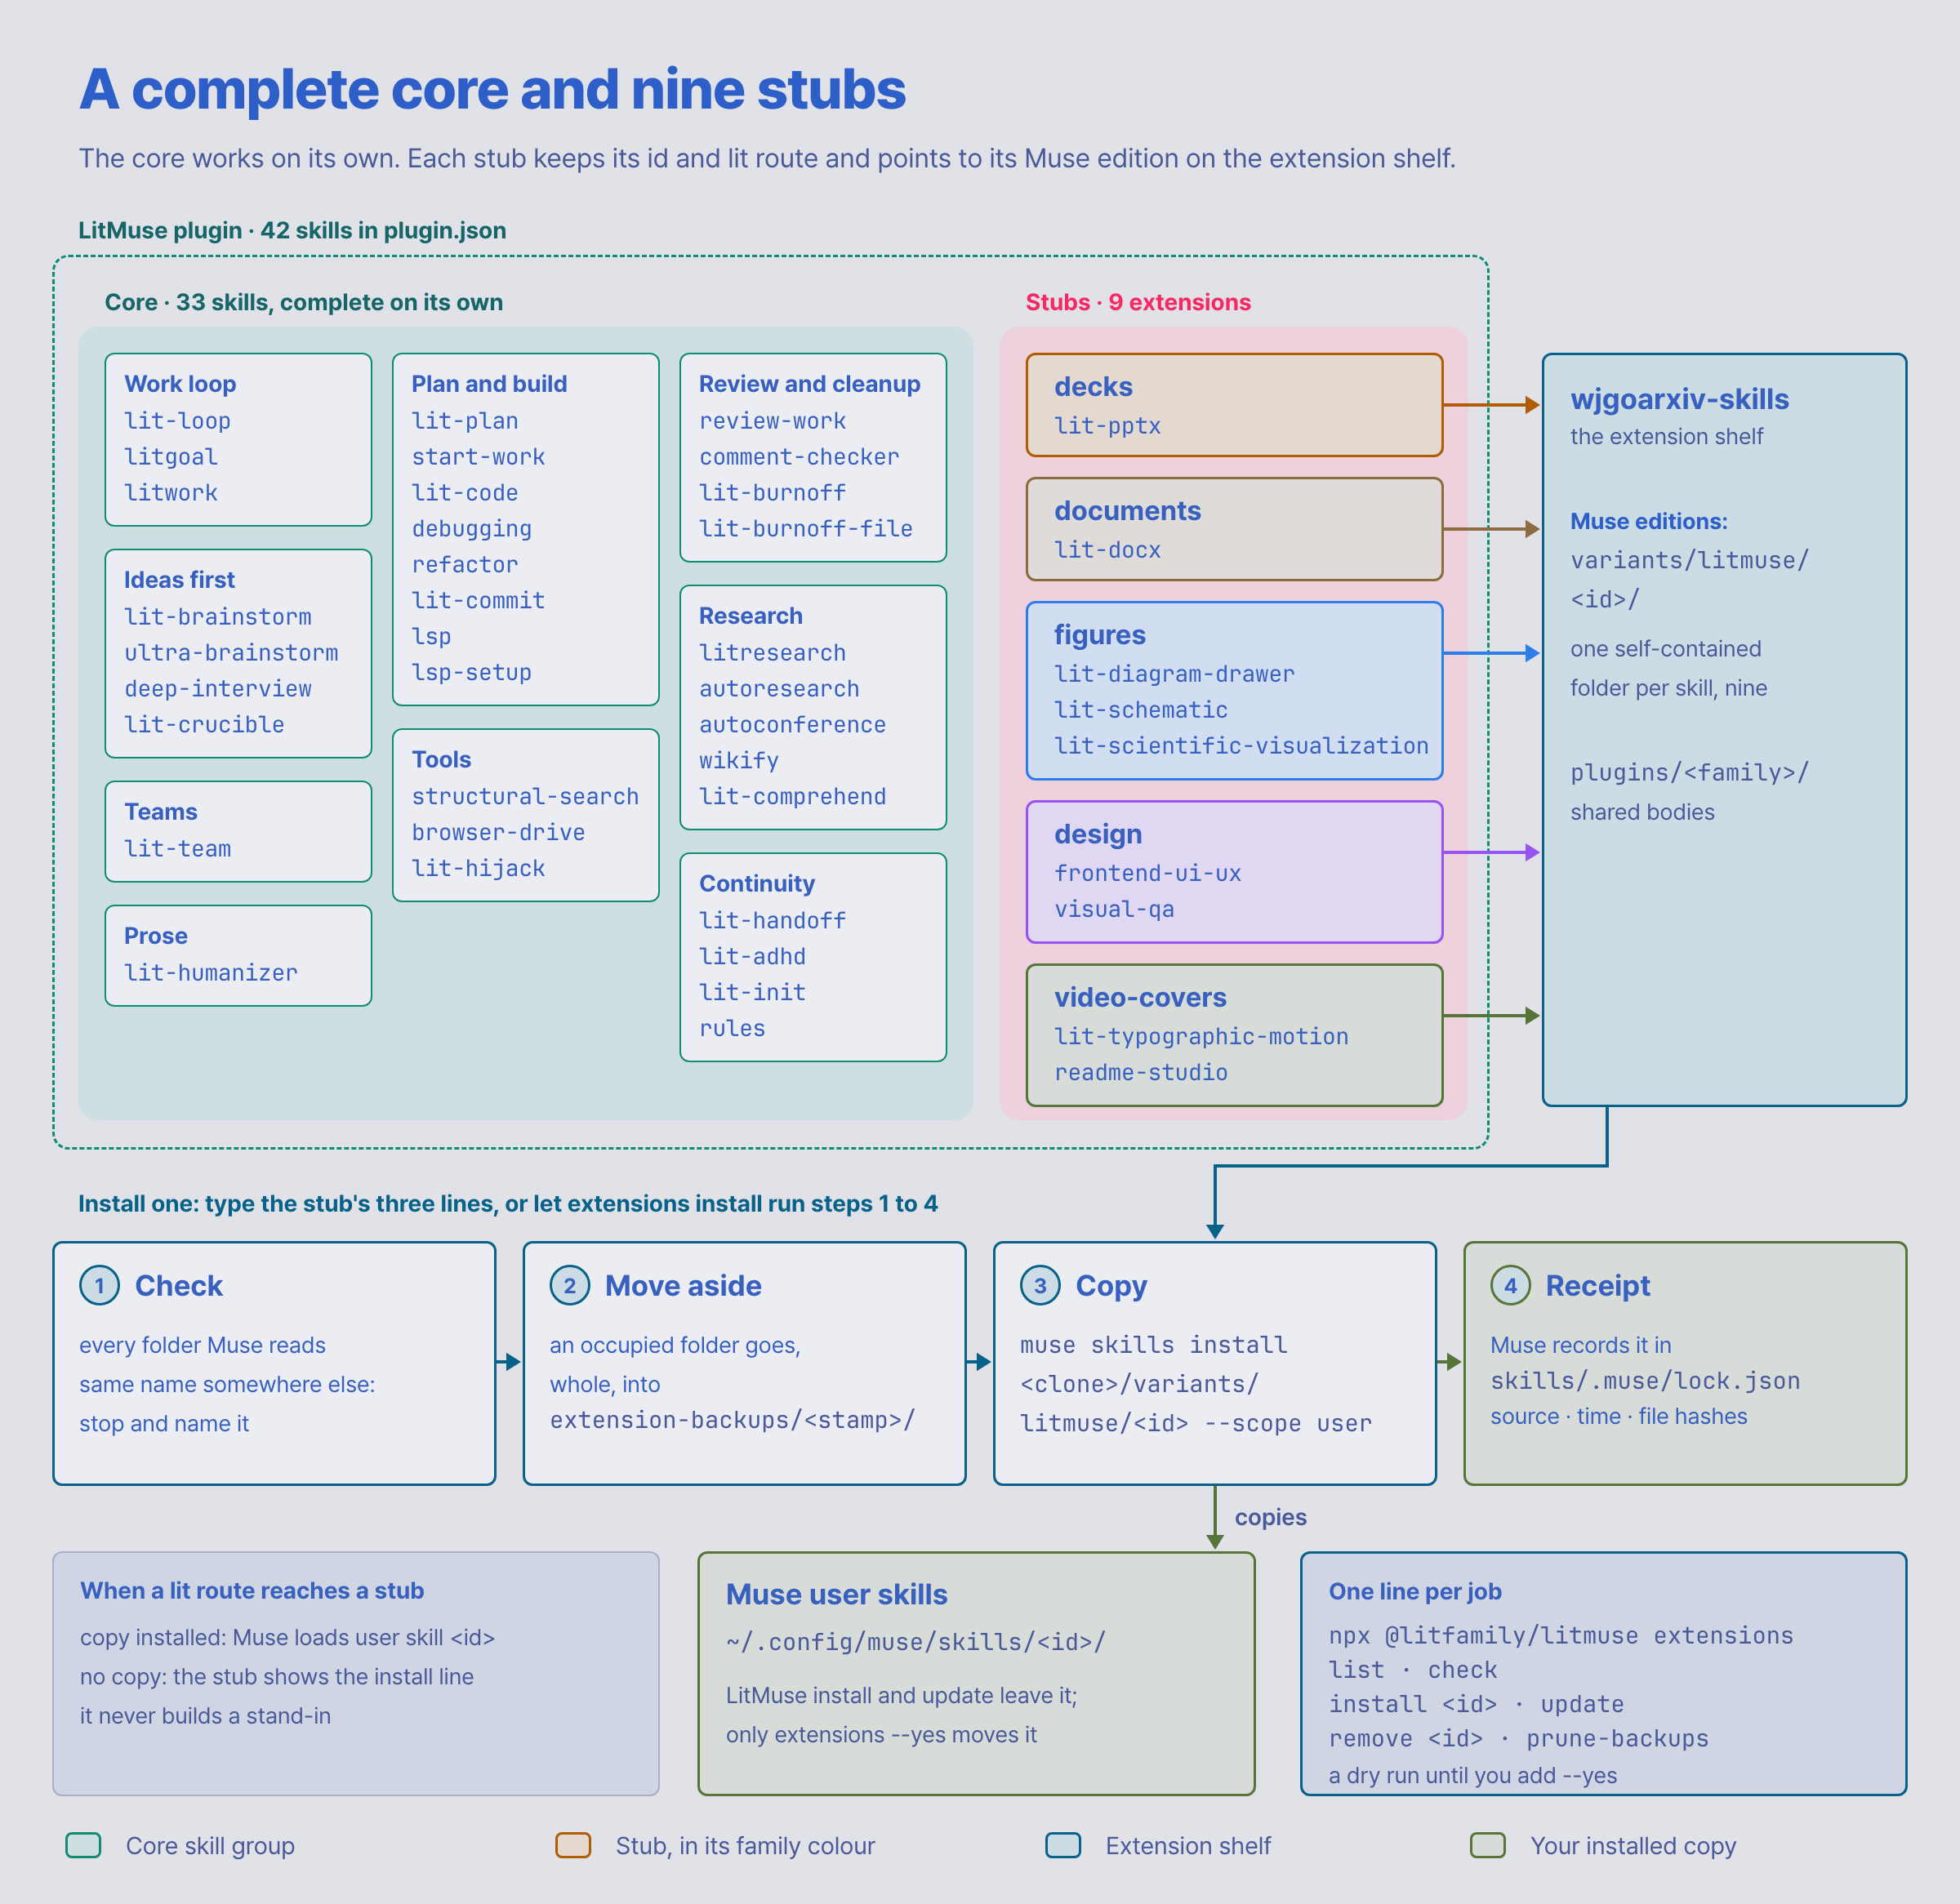 A complete core and nine stubs
The core works on its own. Each stub keeps its id and lit route and points to its Muse edition on the extension shelf.
LitMuse plugin · 42 skills in plugin.json
Core · 33 skills, complete on its own
Work loop
lit-loop
litgoal
litwork
Ideas first
lit-brainstorm
ultra-brainstorm
deep-interview
lit-crucible
Teams
lit-team
Prose
lit-humanizer
Plan and build
lit-plan
start-work
lit-code
debugging
refactor
lit-commit
lsp
lsp-setup
Tools
structural-search
browser-drive
lit-hijack
Review and cleanup
review-work
comment-checker
lit-burnoff
lit-burnoff-file
Research
litresearch
autoresearch
autoconference
wikify
lit-comprehend
Continuity
lit-handoff
lit-adhd
lit-init
rules
Stubs · 9 extensions
decks
lit-pptx
documents
lit-docx
figures
lit-diagram-drawer
lit-schematic
lit-scientific-visualization
design
frontend-ui-ux
visual-qa
video-covers
lit-typographic-motion
readme-studio
wjgoarxiv-skills
the extension shelf
Muse editions:
variants/litmuse/
<id>/
one self-contained
folder per skill, nine
plugins/<family>/
shared bodies
Install one: type the stub's three lines, or let extensions install run steps 1 to 4
1 Check
every folder Muse reads
same name somewhere else:
stop and name it
2 Move aside
an occupied folder goes,
whole, into
extension-backups/<stamp>/
3 Copy
muse skills install
<clone>/variants/
litmuse/<id> --scope user
4 Receipt
Muse records it in
skills/.muse/lock.json
source · time · file hashes
copies
When a lit route reaches a stub
copy installed: Muse loads user skill <id>
no copy: the stub shows the install line
it never builds a stand-in
Muse user skills
~/.config/muse/skills/<id>/
LitMuse install and update leave it;
only extensions --yes moves it
One line per job
npx @litfamily/litmuse extensions
list · check
install <id> · update
remove <id> · prune-backups
a dry run until you add --yes
Core skill group
Stub, in its family colour
Extension shelf
Your installed copy